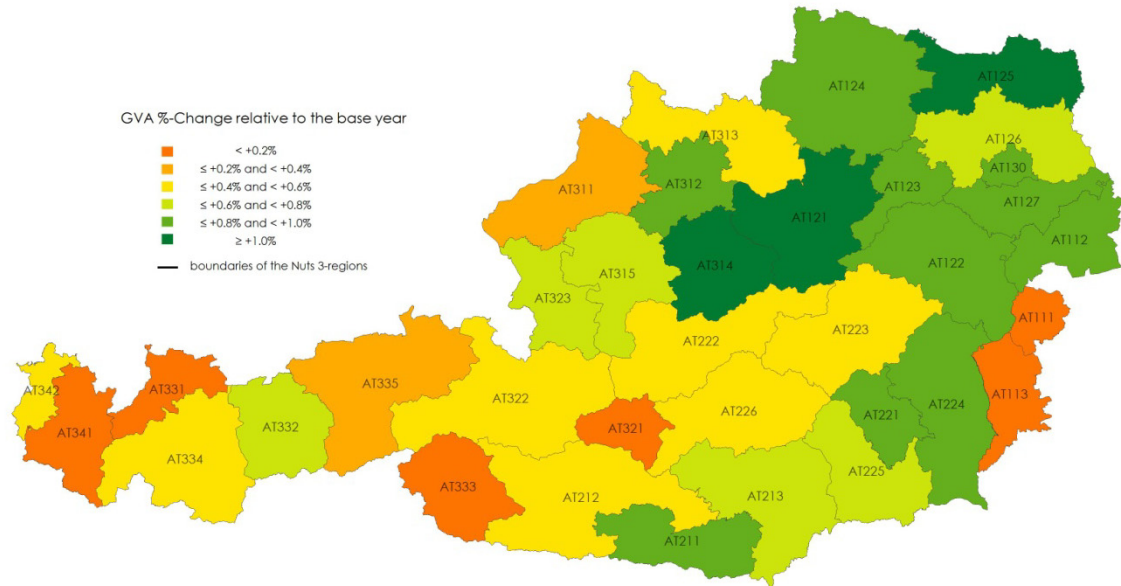 GVA %-Change relative to the base year
< +0.2%
≤ +0.2% and < +0.4%
≤ +0.4% and < +0.6%
≤ +0.6% and < +0.8%
≤ +0.8% and < +1.0%
≥ +1.0%
boundaries of the Nuts 3-regions
AT125
AT124
AT313
AT126
AT130
AT312
AT311
AT123
AT127
AT121
AT112
AT122
AT314
AT315
AT323
AT111
AT223
AT222
AT331
AT335
AT342
AT322
AT113
AT226
AT224
AT221
AT332
AT321
AT341
AT334
AT225
AT333
AT212
AT213
AT211